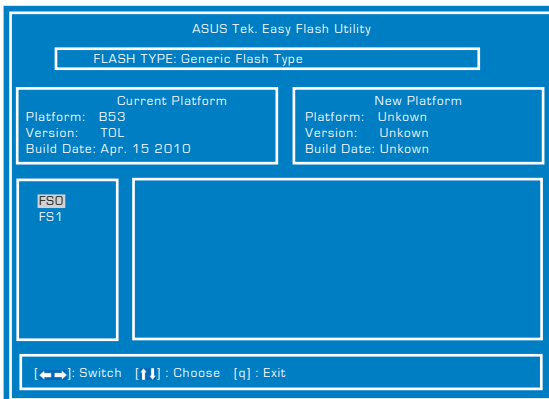 ASUS Tek. Easy Flash Utility
FLASH TYPE: Generic Flash Type
Current Platform
Platform: B53
Version: TOL
Build Date: Apr. 15 2010
New Platform
Platform: Unkown
Version: Unkown
Build Date: Unkown
FS0
FS1
[←→]: Switch [↑↓] : Choose [q] : Exit